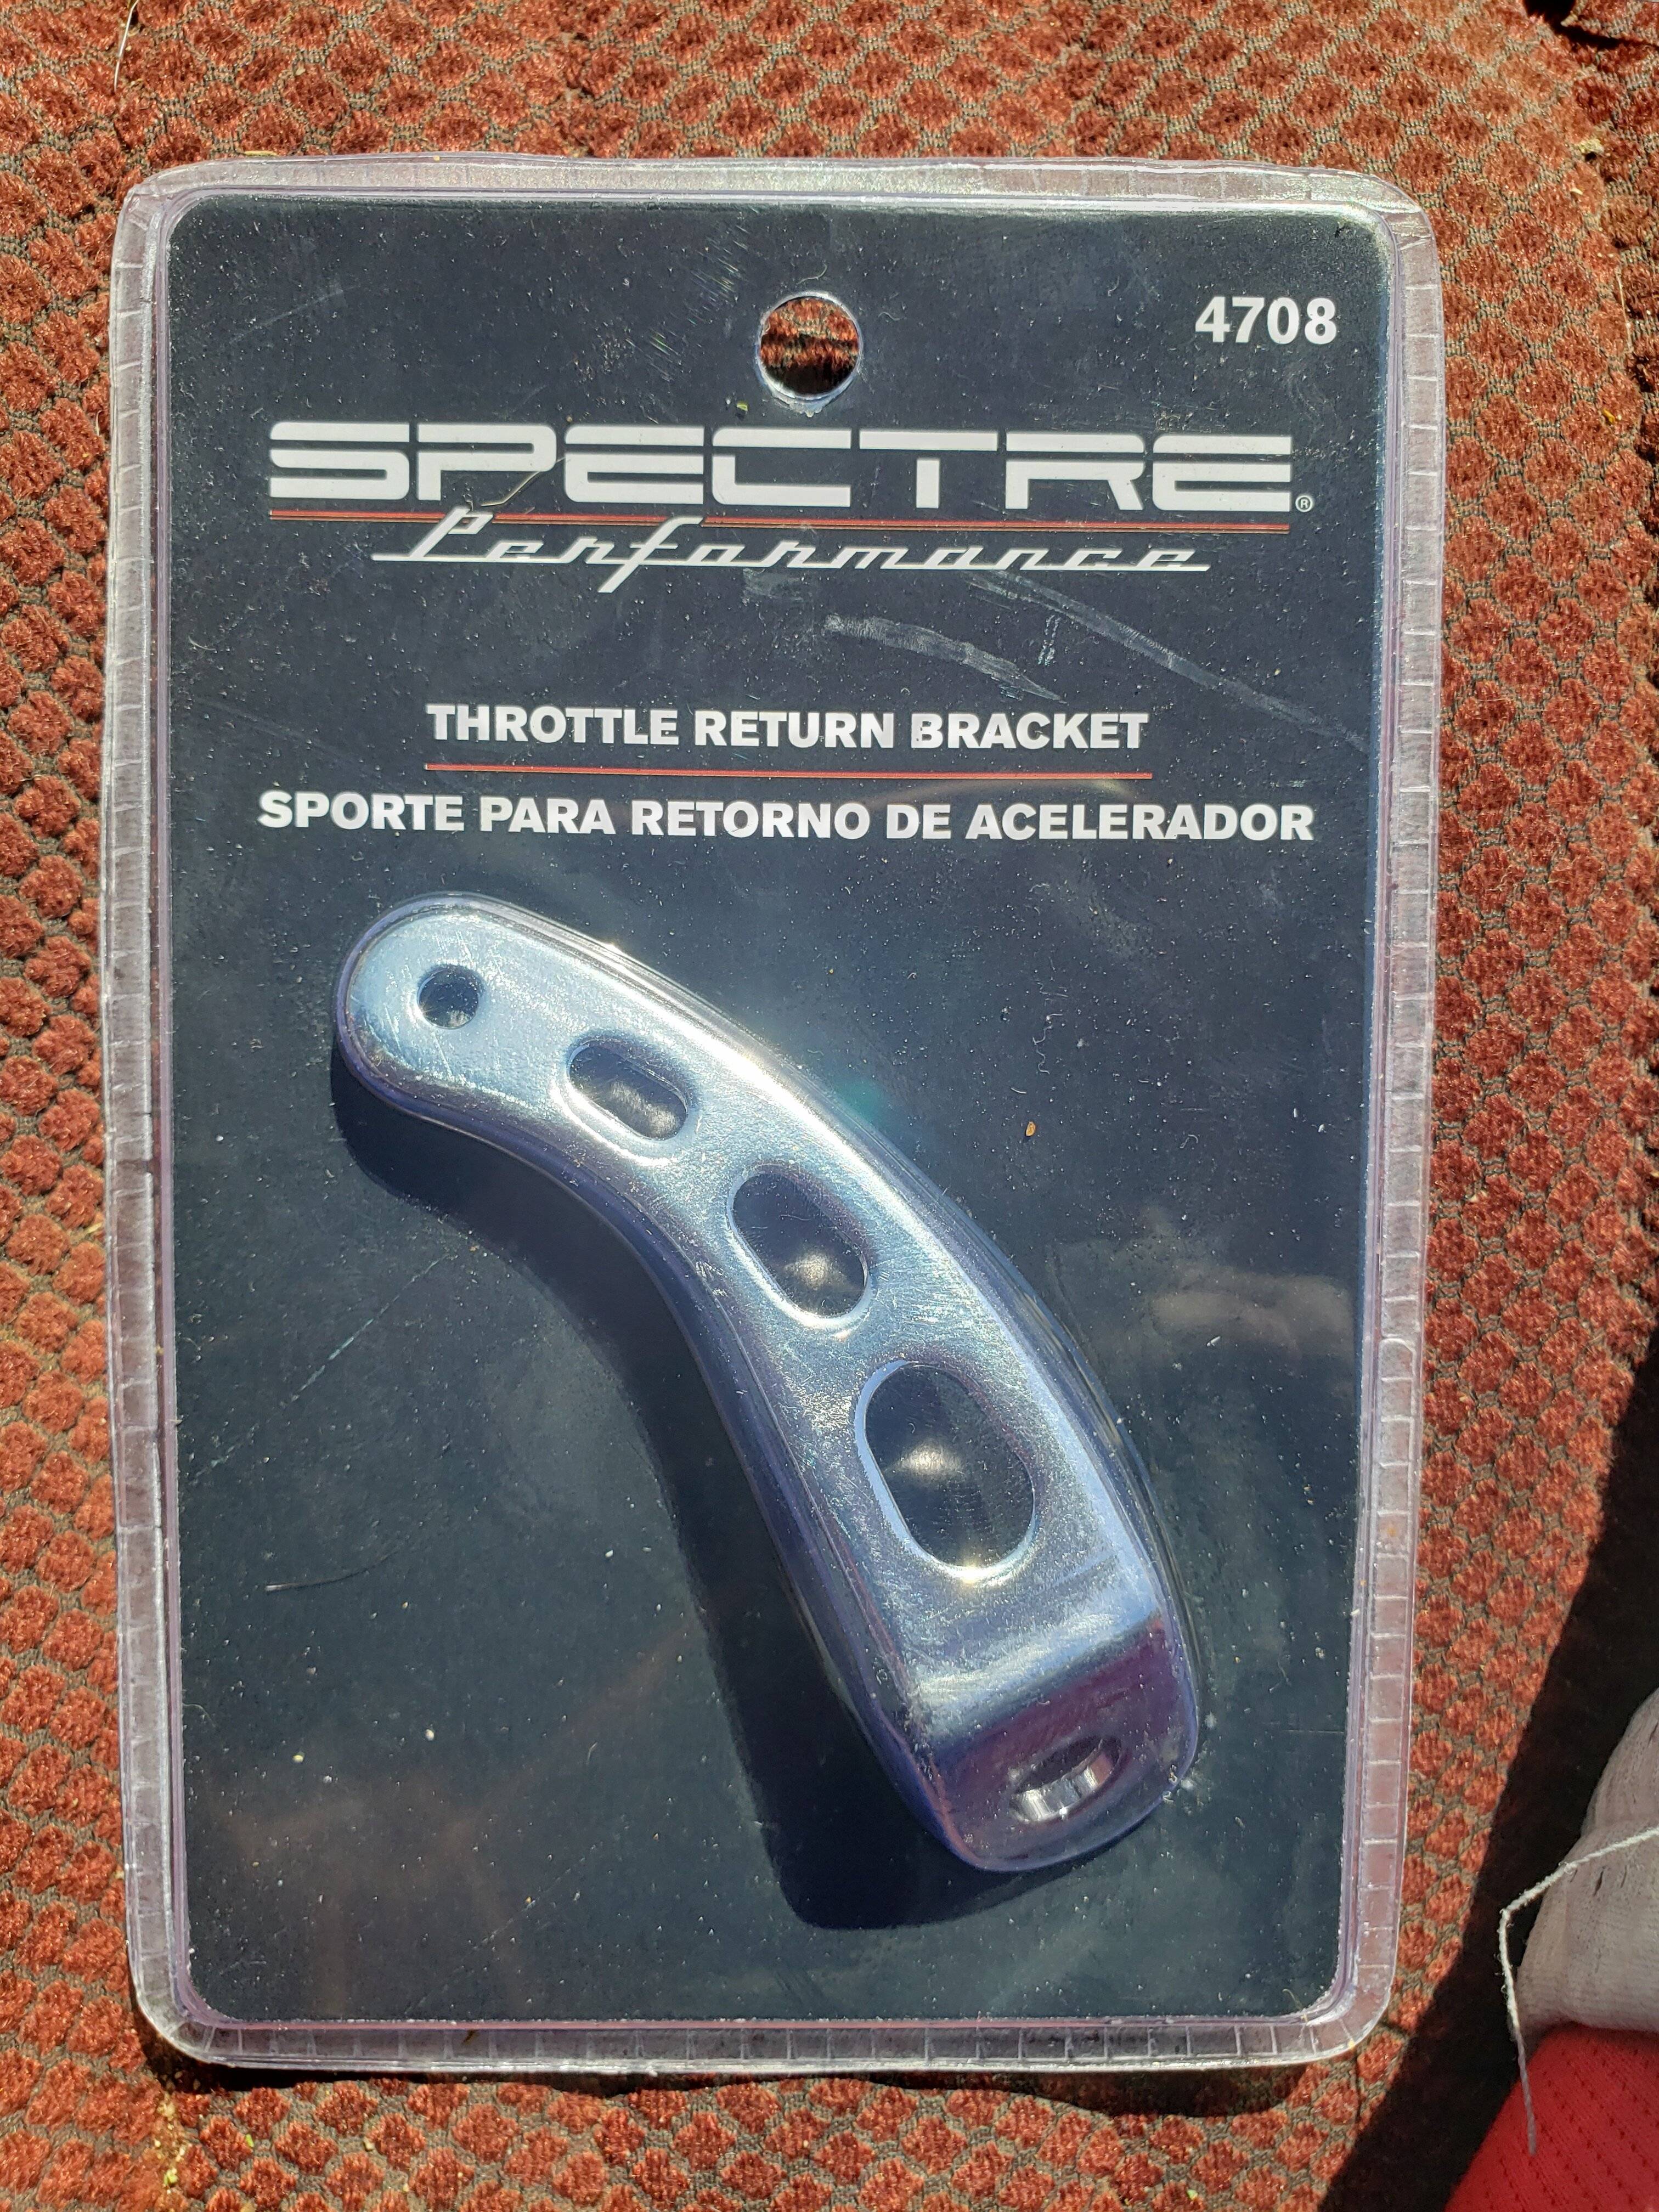 4708
SPECTRE®
Performance
THROTTLE RETURN BRACKET
SPORTE PARA RETORNO DE ACELERADOR